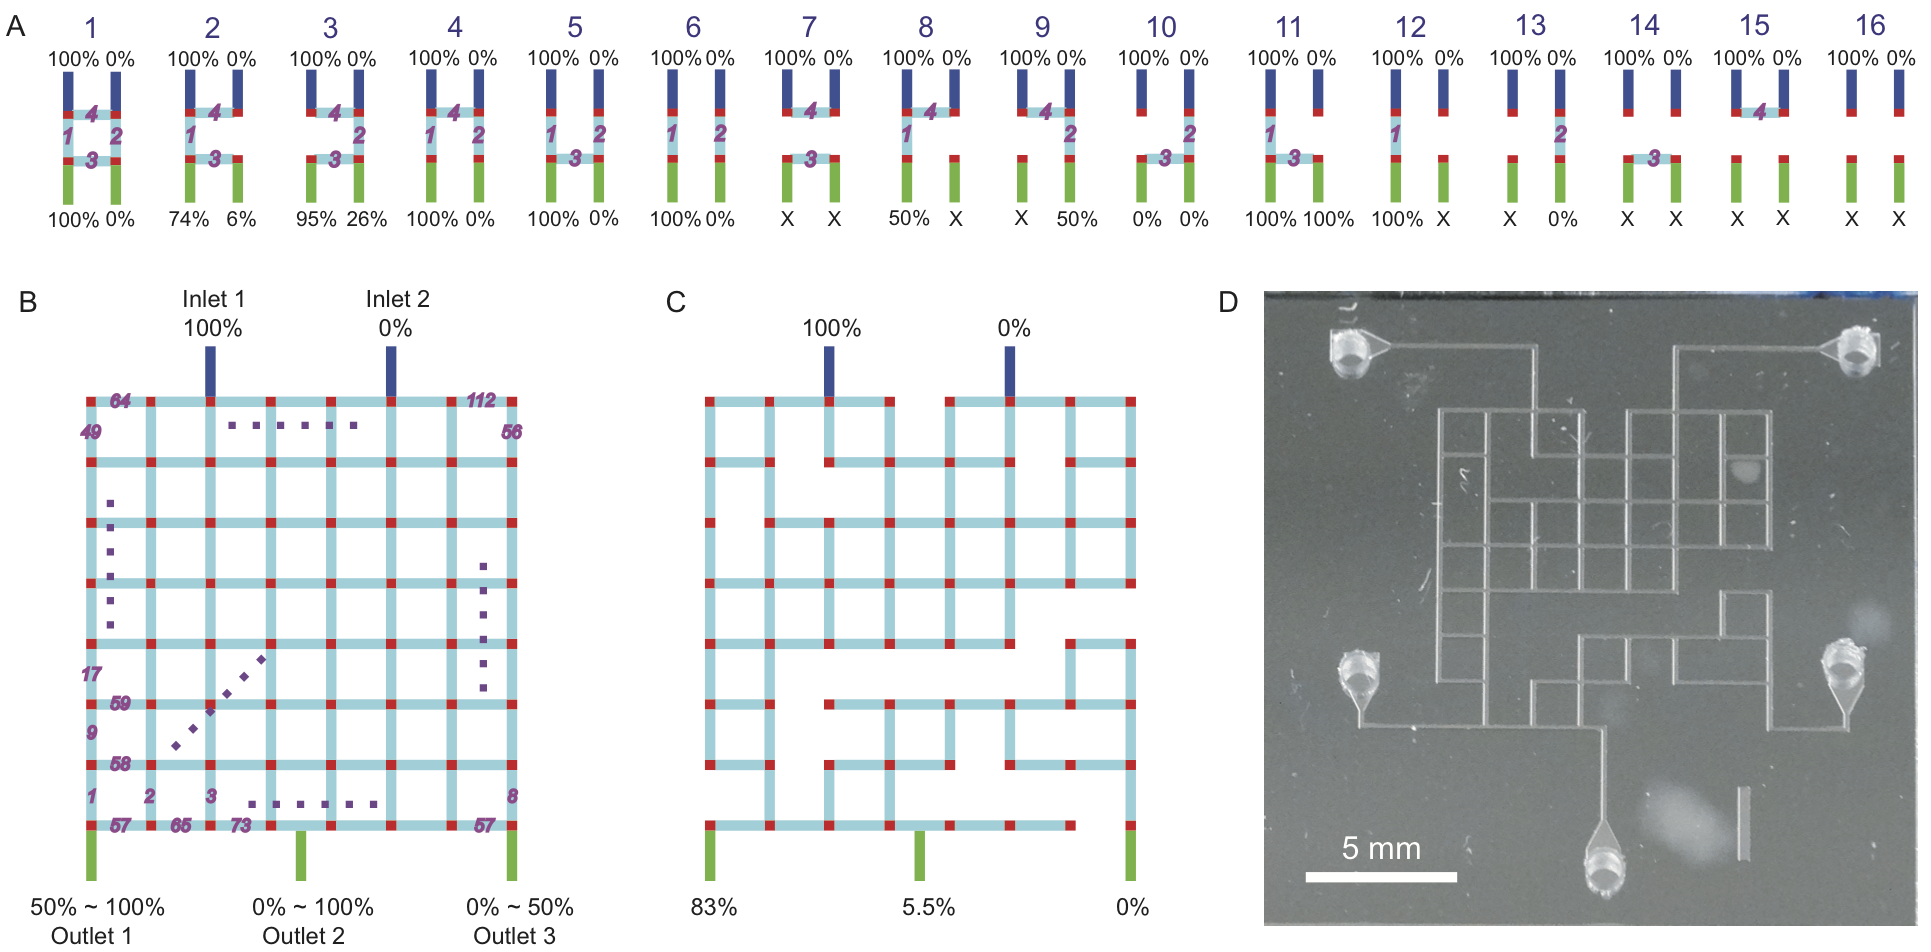 A 1 2 3 4 5 6 7 8 9 10 11 12 13 14 15 16
100% 0% 100% 0% 100% 0% 100% 0% 100% 0% 100% 0% 100% 0% 100% 0% 100% 0% 100% 0% 100% 0% 100% 0% 100% 0% 100% 0% 100% 0% 100% 0%
4 4 4 4 4 4 4 4
1 2 1 2 1 2 1 2 1 2 1 2 2 1 1 2
3 3 3 3 3 3 3 3
100% 0% 74% 6% 95% 26% 100% 0% 100% 0% 100% 0% X X 50% X X 50% 0% 0% 100% 100% 100% X X 0% X X X X X X
B Inlet 1 Inlet 2
100% 0%
64 112
49 56
17
59
9
58
1 2 3 8
57 65 73 57
50% ~ 100% 0% ~ 100% 0% ~ 50%
Outlet 1 Outlet 2 Outlet 3
C
100% 0%
83% 5.5% 0%
D
5 mm